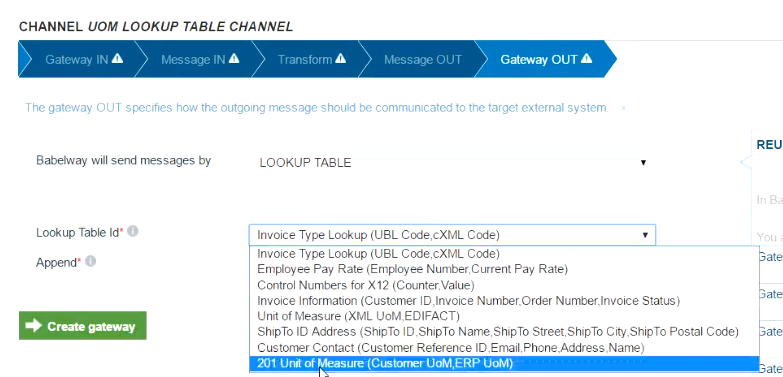 CHANNEL UOM LOOKUP TABLE CHANNEL
Gateway IN Message IN Transform Message OUT Gateway OUT
The gateway OUT specifies how the outgoing message should be communicated to the target external system. ×
REU
Babelway will send messages by LOOKUP TABLE
In Ba
Lookup Table Id* Invoice Type Lookup (UBL Code,cXML Code)
You a
Invoice Type Lookup (UBL Code,cXML Code)
Gate
Append* Employee Pay Rate (Employee Number,Current Pay Rate)
Control Numbers for X12 (Counter,Value)
Gate
Invoice Information (Customer ID,Invoice Number,Order Number,Invoice Status)
Unit of Measure (XML UoM,EDIFACT)
Create gateway
ShipTo ID Address (ShipTo ID,ShipTo Name,ShipTo Street,ShipTo City,ShipTo Postal Code)
Gate
Customer Contact (Customer Reference ID,Email,Phone,Address,Name)
201 Unit of Measure (Customer UoM,ERP UoM)
Gate